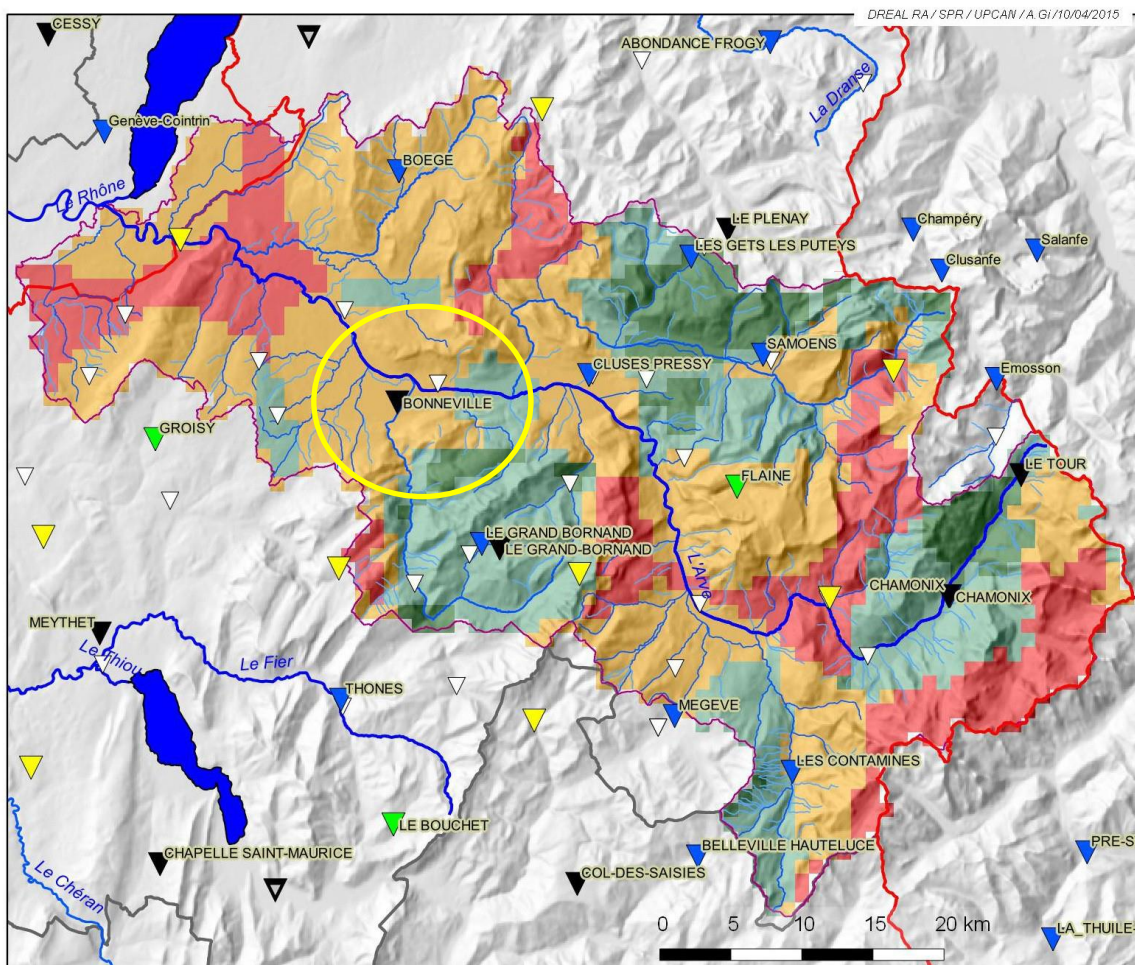 DREAL RA / SPR / UPCAN / A.Gi /10/04/2015
CESSY
ABONDANCE FROGY
La Dranse
Genève-Cointrin
BOEGE
Le Rhône
LE PLENAY
Champéry
LES GETS LES PUTEYS
Salanfe
Clusanfe
SAMOENS
CLUSES PRESSY
Emosson
BONNEVILLE
GROISY
LE TOUR
FLAINE
LE GRAND BORNAND
LE GRAND-BORNAND
L'Arve
CHAMONIX
CHAMONIX
MEYTHET
Le Thiou
Le Fier
THONES
MEGEVE
LES CONTAMINES
LE BOUCHET
BELLEVILLE HAUTELUCE
PRE-S
CHAPELLE SAINT-MAURICE
COL-DES-SAISIES
Le Chéran
0 5 10 15 20 km
LA_THUILE-